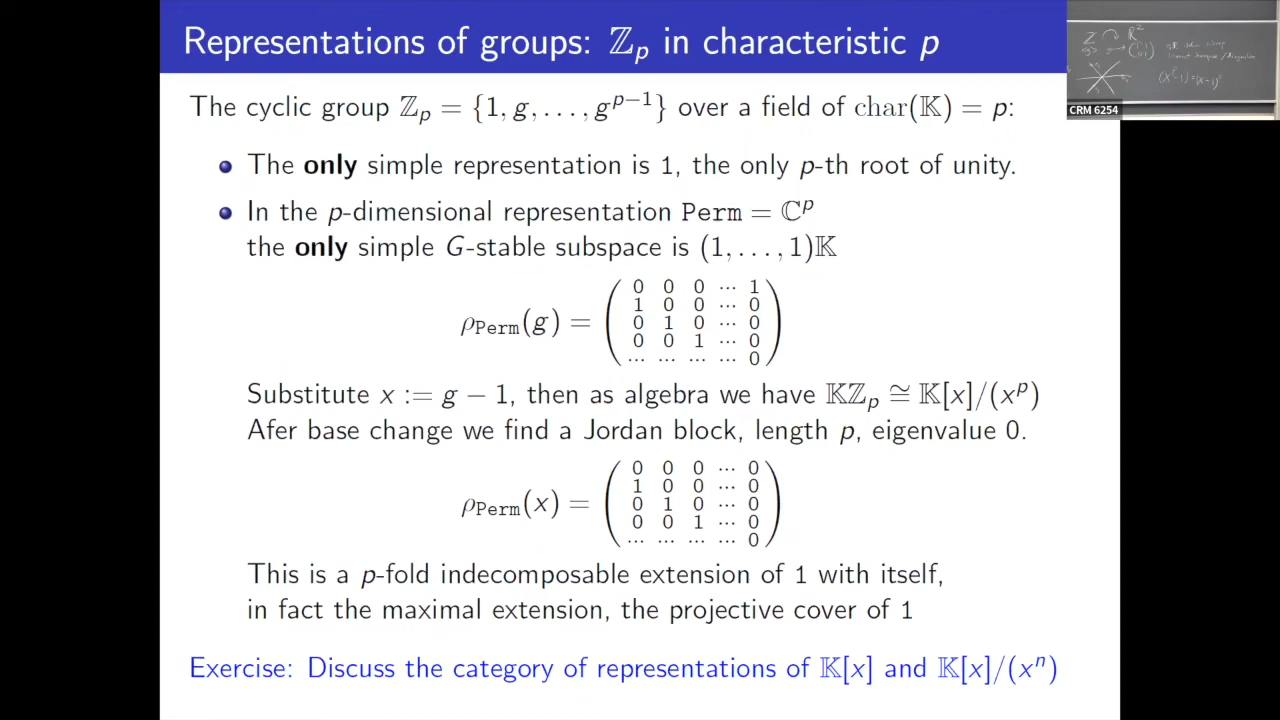 Representations of groups: ℤ_p in characteristic p
The cyclic group ℤ_p = {1, g, . . . , g^{p−1}} over a field of char(𝕂) = p:
The only simple representation is 1, the only p-th root of unity.
In the p-dimensional representation Perm = ℂ^p
the only simple G-stable subspace is (1, . . . , 1)𝕂
0 0 0 ··· 1
1 0 0 ··· 0
ρ_Perm(g) = ( 0 1 0 ··· 0 )
0 0 1 ··· 0
··· ··· ··· ··· 0
Substitute x := g − 1, then as algebra we have 𝕂ℤ_p ≅ 𝕂[x]/(x^p)
Afer base change we find a Jordan block, length p, eigenvalue 0.
0 0 0 ··· 0
1 0 0 ··· 0
ρ_Perm(x) = ( 0 1 0 ··· 0 )
0 0 1 ··· 0
··· ··· ··· ··· 0
This is a p-fold indecomposable extension of 1 with itself,
in fact the maximal extension, the projective cover of 1
Exercise: Discuss the category of representations of 𝕂[x] and 𝕂[x]/(x^n)
CRM 6254